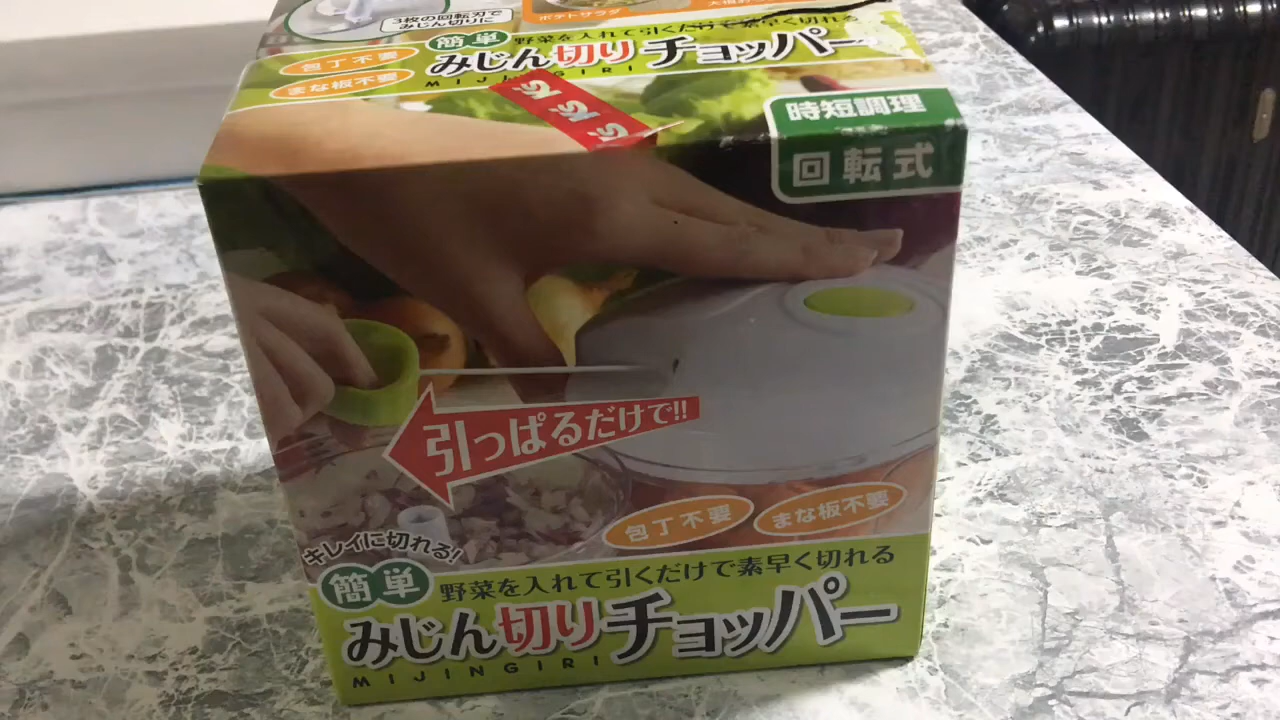 3枚の回転刃で
みじん切りに
ポテトサラダ
包丁不要
まな板不要
簡単
野菜を入れて引くだけで素早く切れる
みじん切りチョッパー
MIJINGIRI
時短調理
回転式
引っぱるだけで!!
包丁不要
まな板不要
キレイに切れる!
簡単
野菜を入れて引くだけで素早く切れる
みじん切りチョッパー
MIJINGIRI